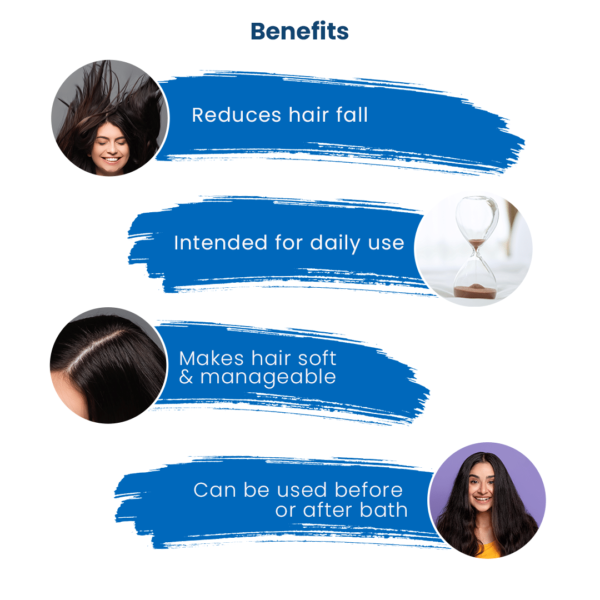 Benefits
Reduces hair fall
Intended for daily use
Makes hair soft
& manageable
Can be used before
or after bath